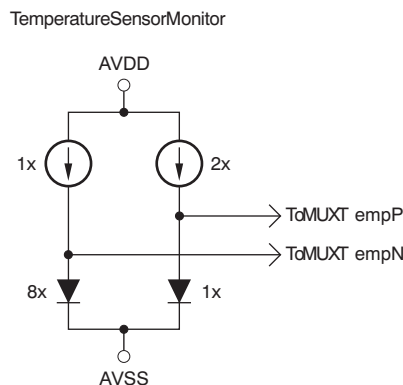 TemperatureSensorMonitor
AVDD
1x
2x
ToMUXT empP
ToMUXT empN
8x
1x
AVSS